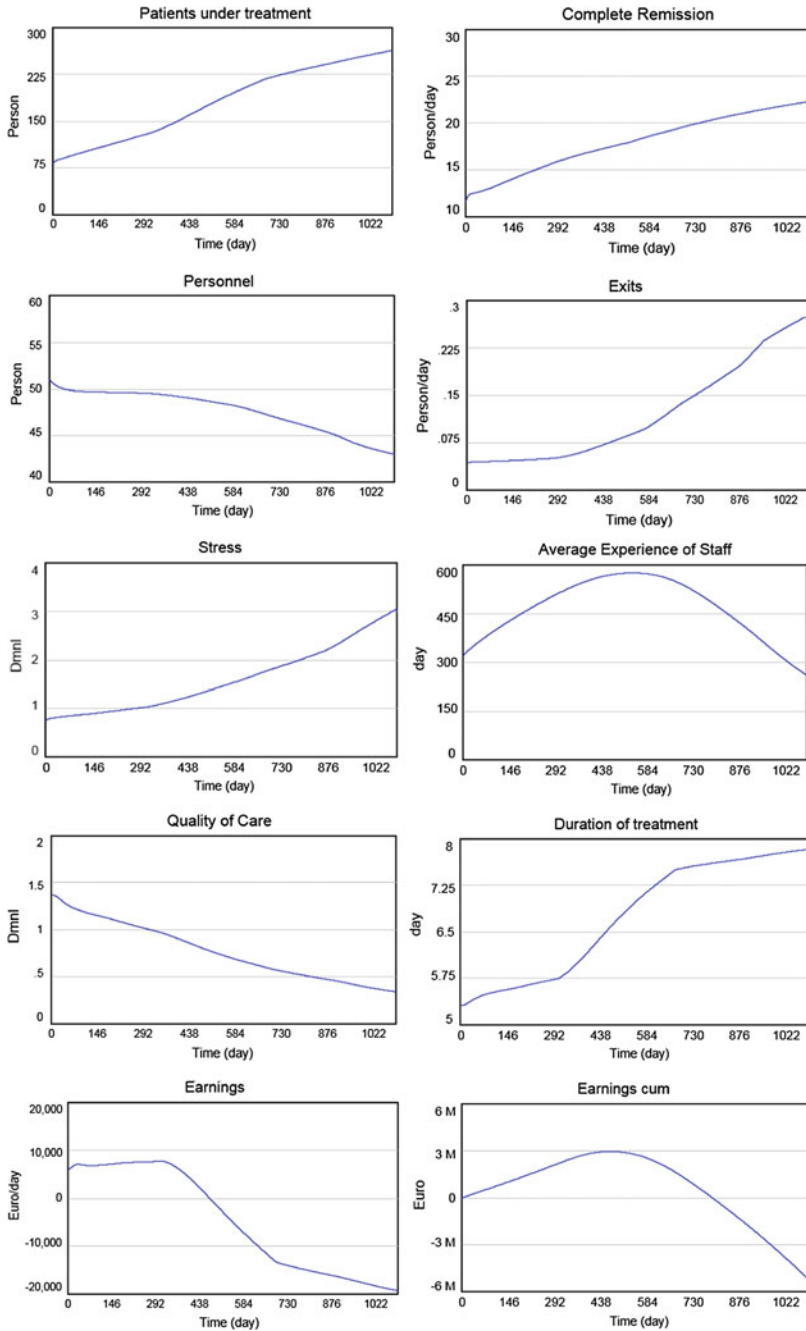 Patients under treatment
Person
300
225
150
75
0
0 146 292 438 584 730 876 1022
Time (day)
Complete Remission
Person/day
30
25
20
15
10
0 146 292 438 584 730 876 1022
Time (day)
Personnel
Person
60
55
50
45
40
0 146 292 438 584 730 876 1022
Time (day)
Exits
Person/day
.3
.225
.15
.075
0
0 146 292 438 584 730 876 1022
Time (day)
Stress
Dmnl
4
3
2
1
0
0 146 292 438 584 730 876 1022
Time (day)
Average Experience of Staff
day
600
450
300
150
0
0 146 292 438 584 730 876 1022
Time (day)
Quality of Care
Dmnl
2
1.5
1
.5
0
0 146 292 438 584 730 876 1022
Time (day)
Duration of treatment
day
8
7.25
6.5
5.75
5
0 146 292 438 584 730 876 1022
Time (day)
Earnings
Euro/day
20,000
10,000
0
-10,000
-20,000
0 146 292 438 584 730 876 1022
Time (day)
Earnings cum
Euro
6 M
3 M
0
-3 M
-6 M
0 146 292 438 584 730 876 1022
Time (day)